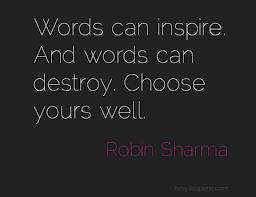 Words can inspire.
And words can
destroy. Choose
yours well.
Robin Sharma